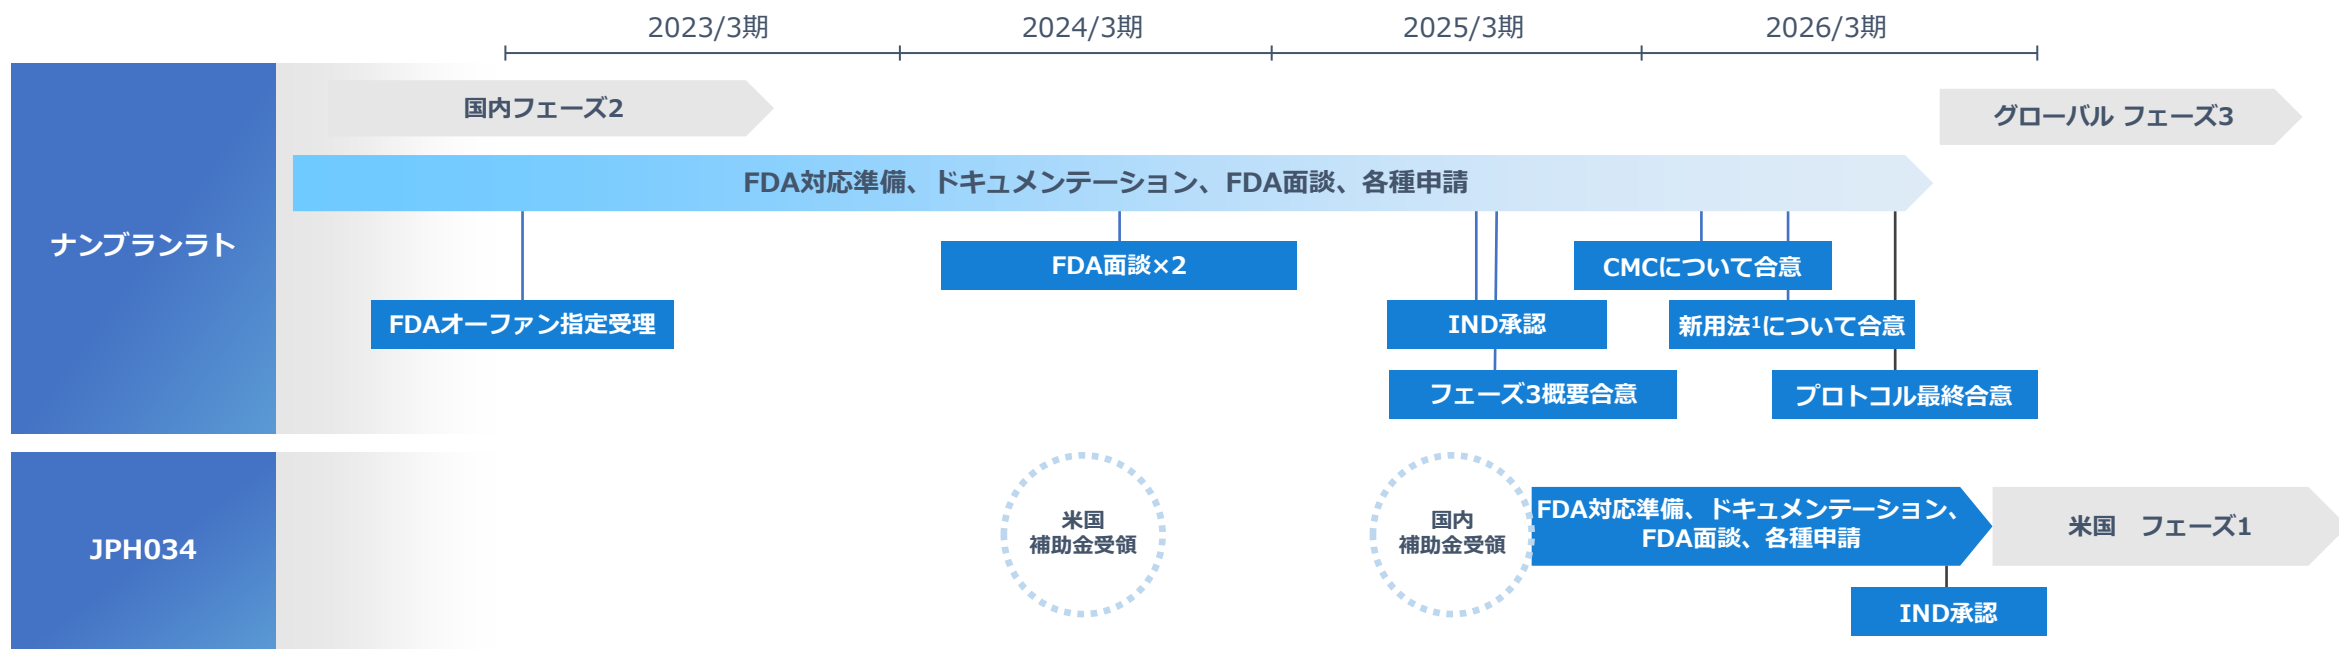 2023/3期
2024/3期
2025/3期
2026/3期
ナンブランラト
国内フェーズ2
グローバル フェーズ3
FDA対応準備、ドキュメンテーション、FDA面談、各種申請
FDA面談×2
CMCについて合意
FDAオーファン指定受理
IND承認
新用法¹について合意
フェーズ3概要合意
プロトコル最終合意
JPH034
米国
補助金受領
国内
補助金受領
FDA対応準備、ドキュメンテーション、
FDA面談、各種申請
米国　フェーズ1
IND承認